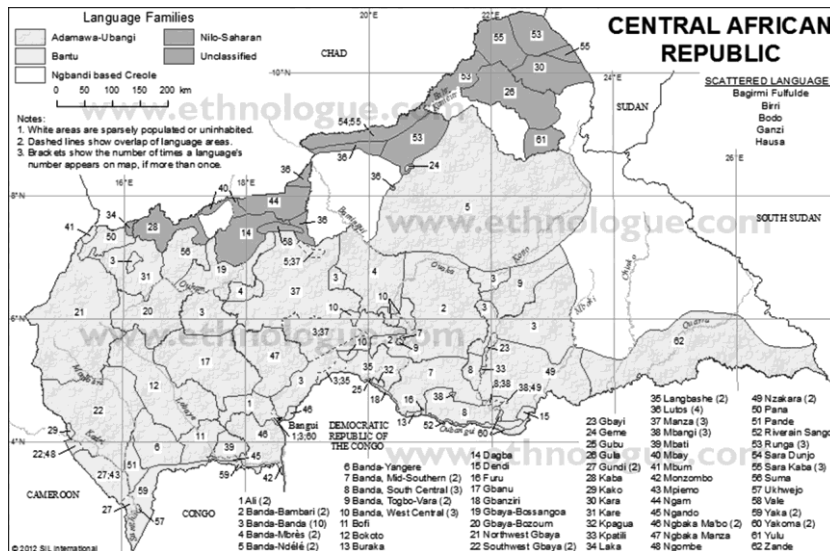 Language Families
Adamawa-Ubangi
Nilo-Saharan
Bantu
Unclassified
Ngbandi based Creole
0 50 100 150 200 km
Notes:
1. White areas are sparsely populated or uninhabited.
2. Dashed lines show overlap of language areas.
3. Brackets show the number of times a language's
number appears on map, if more than once.
CENTRAL AFRICAN
REPUBLIC
SCATTERED LANGUAGE
Bagirmi Fulfulde
Birri
Bodo
Ganzi
Hausa
www.ethnologue.com
www.ethnologue.com
www.ethnologue.com
CHAD
SUDAN
SOUTH SUDAN
CAMEROON
CONGO
Bangui
DEMOCRATIC
REPUBLIC OF
THE CONGO
Oubangui
1 Ali (2)
2 Banda-Bambari (2)
3 Banda-Banda (10)
4 Banda-Mbrès (2)
5 Banda-Ndélé (2)
6 Banda-Yangere
7 Banda, Mid-Southern (2)
8 Banda, South Central (3)
9 Banda, Togbo-Vara (2)
10 Banda, West Central (3)
11 Bofi
12 Bokoto
13 Buraka
14 Dagba
15 Dendi
16 Furu
17 Gbanu
18 Gbanziri
19 Gbaya-Bossangoa
20 Gbaya-Bozoum
21 Northwest Gbaya
22 Southwest Gbaya (2)
23 Gbayi
24 Geme
25 Gubu
26 Gula
27 Gundi (2)
28 Kaba
29 Kako
30 Kara
31 Kare
32 Kpagua
33 Kpatili
34 Laka
35 Langbashe (2)
36 Lutos (4)
37 Manza (3)
38 Mbangi (3)
39 Mbati
40 Mbay
41 Mbum
42 Monzombo
43 Mpiemo
44 Ngam
45 Ngando
46 Ngbaka Ma'bo (2)
47 Ngbaka Manza
48 Ngombe
49 Nzakara (2)
50 Pana
51 Pande
52 Riverain Sango
53 Runga (3)
54 Sara Dunjo
55 Sara Kaba (3)
56 Suma
57 Ukhwejo
58 Vale
59 Yaka (2)
60 Yakoma (2)
61 Yulu
62 Zande
© 2012 SIL International